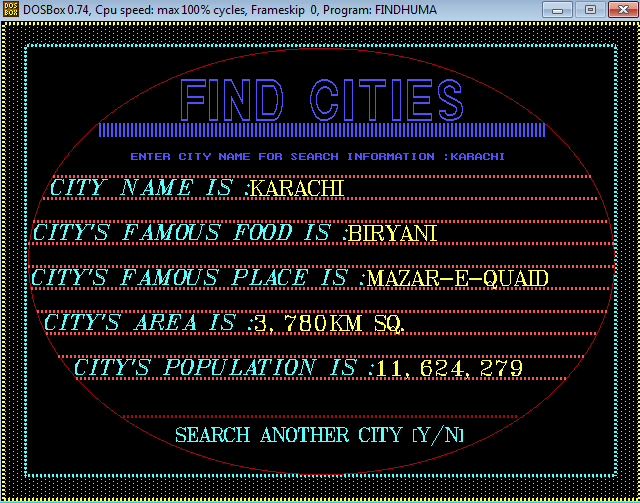 DOS BOX DOSBox 0.74, Cpu speed: max 100% cycles, Frameskip 0, Program: FINDHUMA
FIND CITIES
ENTER CITY NAME FOR SEARCH INFORMATION :KARACHI
CITY NAME IS :KARACHI
CITY'S FAMOUS FOOD IS :BIRYANI
CITY'S FAMOUS PLACE IS :MAZAR-E-QUAID
CITY'S AREA IS :3,780KM SQ.
CITY'S POPULATION IS :11,624,279
SEARCH ANOTHER CITY [Y/N]